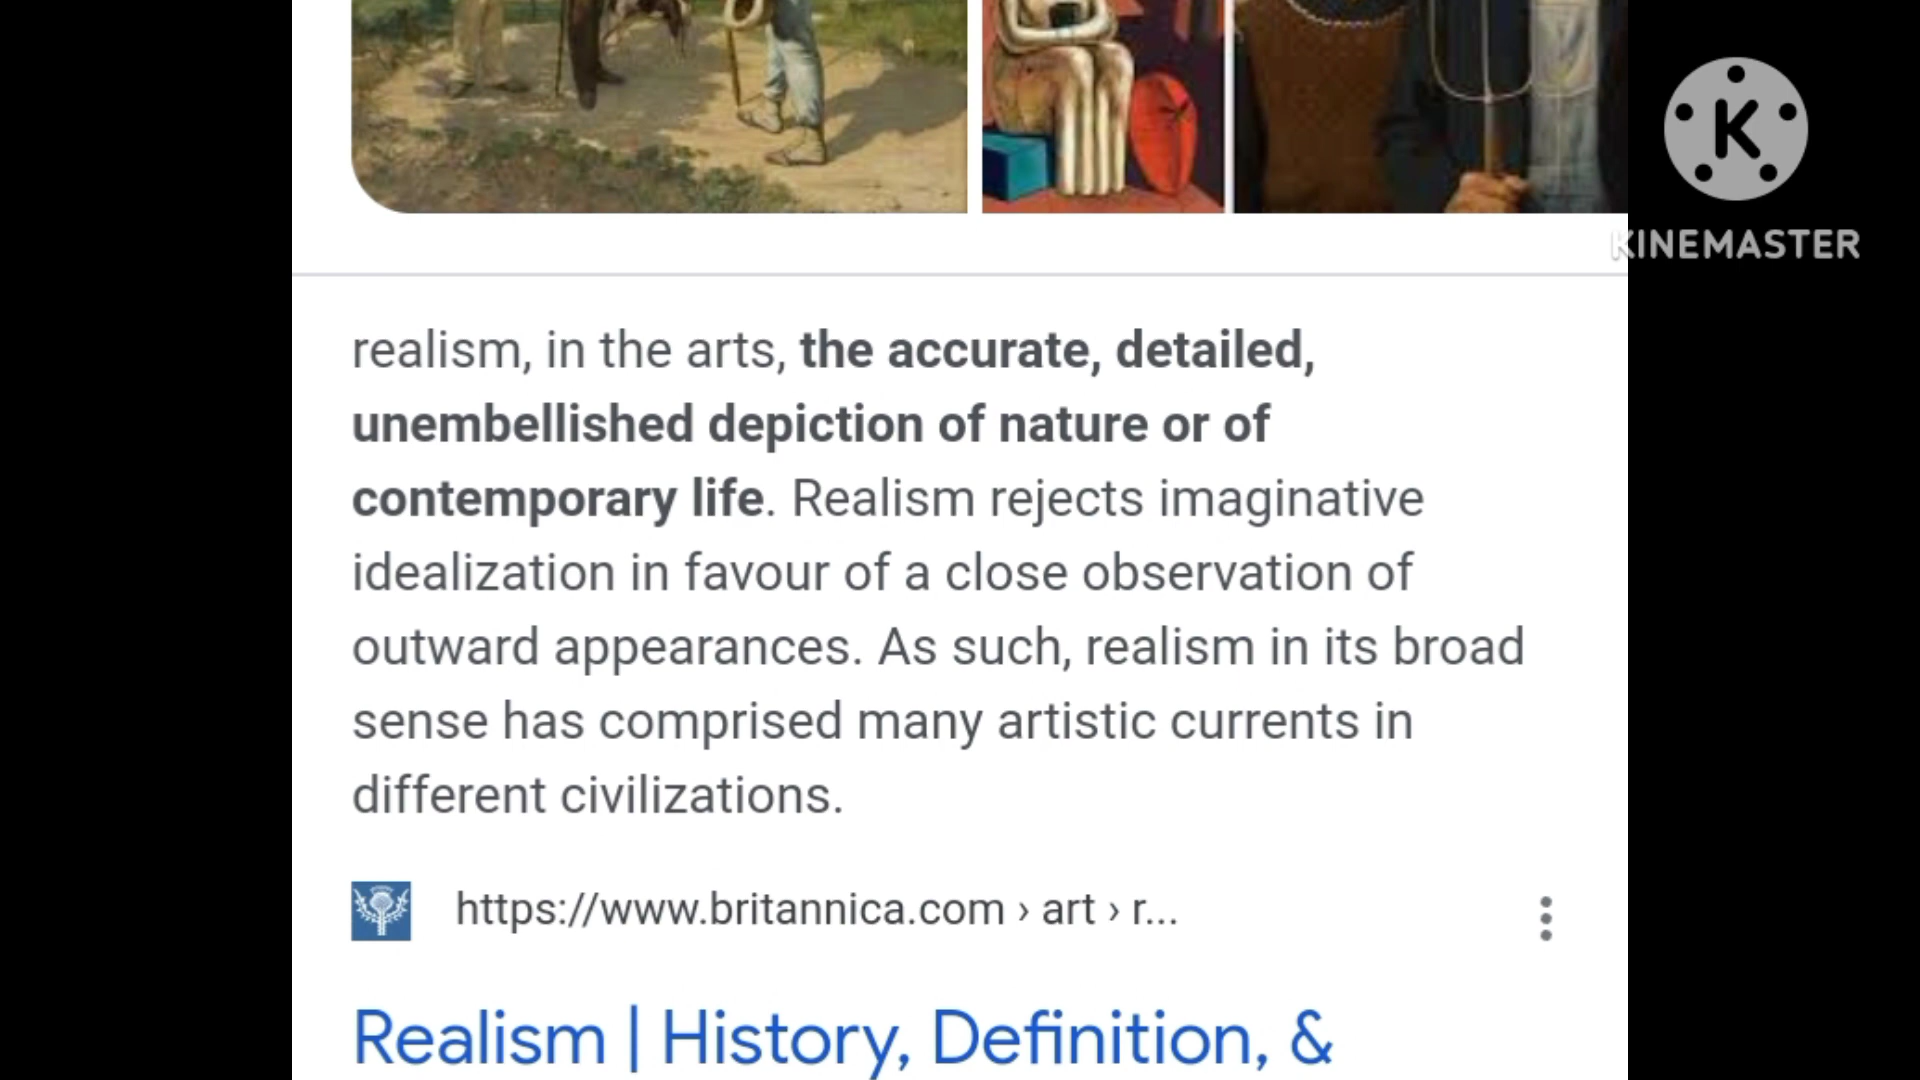 K
KINEMASTER
realism, in the arts, the accurate, detailed,
unembellished depiction of nature or of
contemporary life. Realism rejects imaginative
idealization in favour of a close observation of
outward appearances. As such, realism in its broad
sense has comprised many artistic currents in
different civilizations.
https://www.britannica.com › art › r...
Realism | History, Definition, &